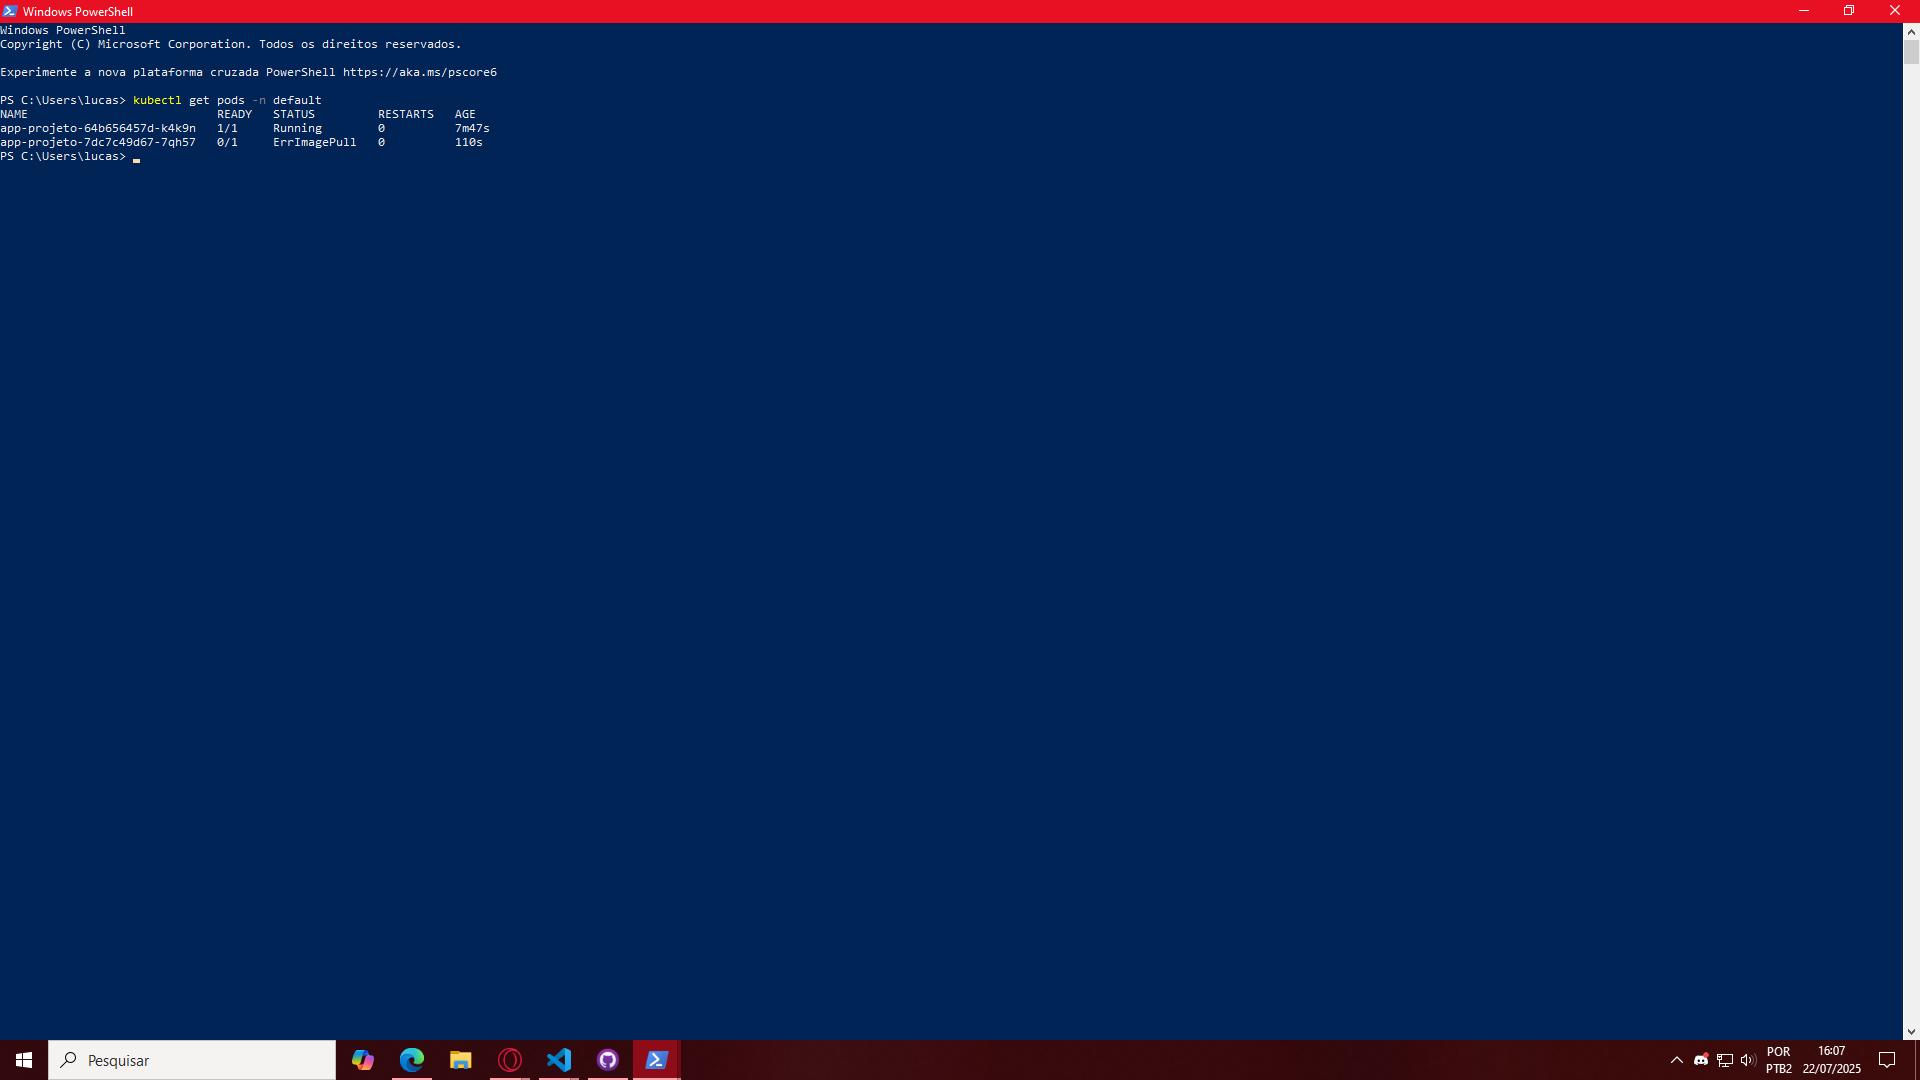 Windows PowerShell
Windows PowerShell
Copyright (C) Microsoft Corporation. Todos os direitos reservados.
Experimente a nova plataforma cruzada PowerShell https://aka.ms/pscore6
PS C:\Users\lucas> kubectl get pods -n default
NAME READY STATUS RESTARTS AGE
app-projeto-64b656457d-k4k9n 1/1 Running 0 7m47s
app-projeto-7dc7c49d67-7qh57 0/1 ErrImagePull 0 110s
PS C:\Users\lucas>
Pesquisar
POR 16:07
PTB2 22/07/2025